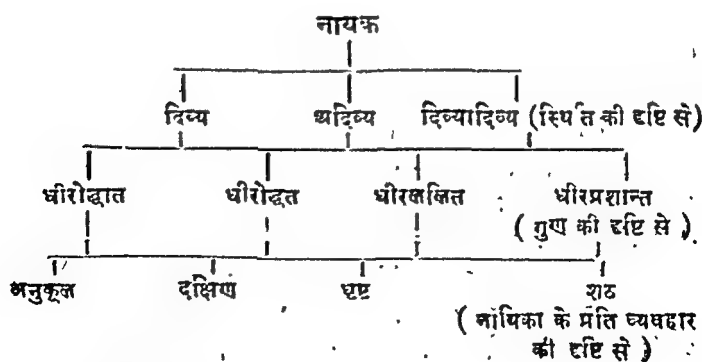 नायक
दिव्य अदिव्य दिव्यादिव्य (स्थिति की दृष्टि से)
धीरोद्धात धीरोद्धत धीरललित धीरप्रशान्त
( गुण की दृष्टि से )
अनुकूल दक्षिण धृष्ट शठ
( नायिका के प्रति व्यवहार
की दृष्टि से )